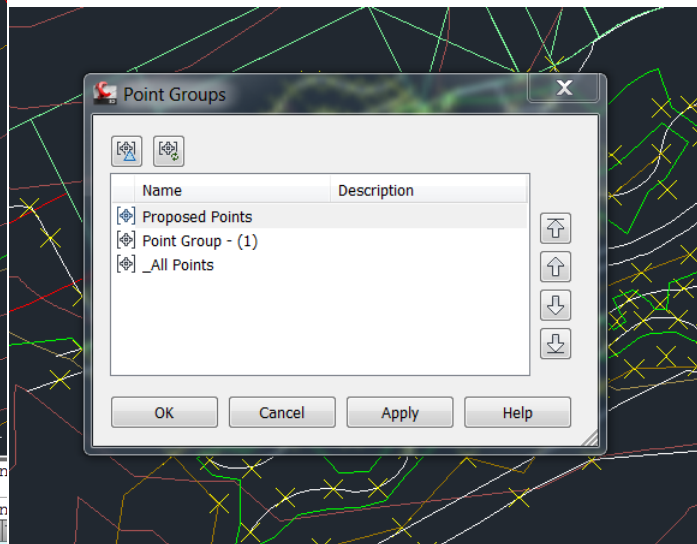 Point Groups
Name Description
Proposed Points
Point Group - (1)
_All Points
OK Cancel Apply Help